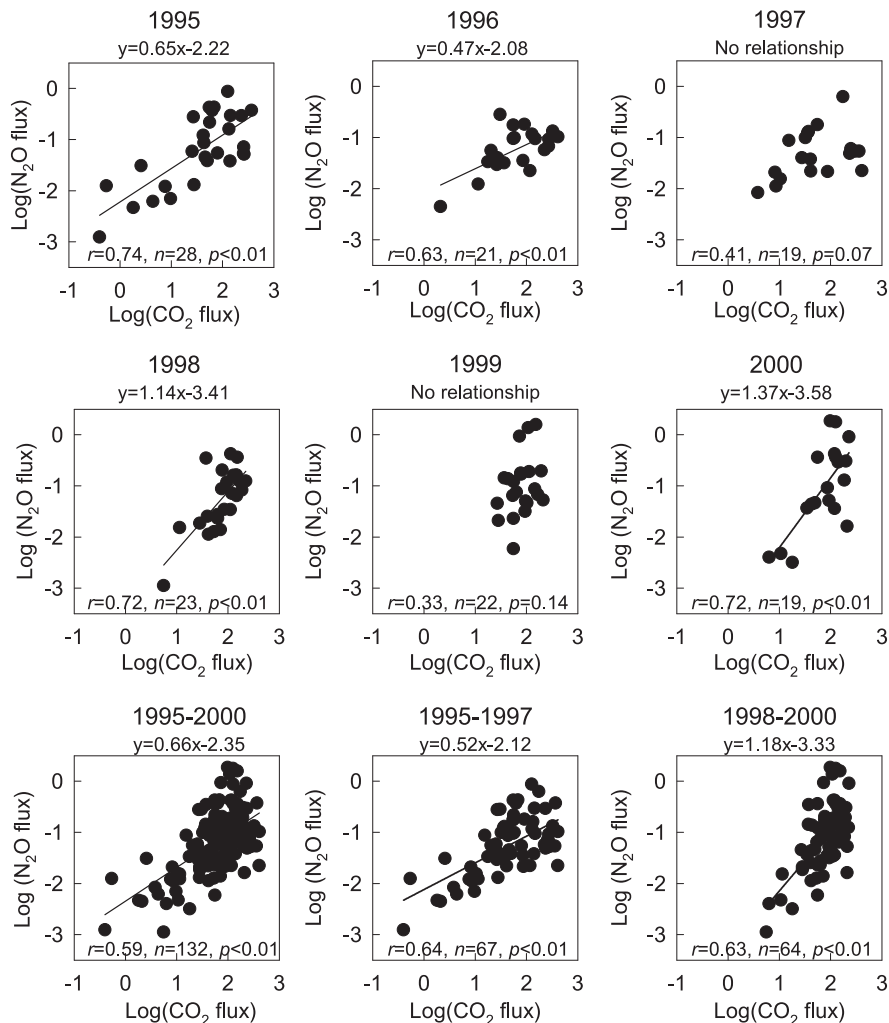 1995
y=0.65x-2.22
0
-1
-2
-3
Log(N2O flux)
r=0.74, n=28, p<0.01
-1 0 1 2 3
Log(CO2 flux)
1996
y=0.47x-2.08
0
-1
-2
-3
Log (N2O flux)
r=0.63, n=21, p<0.01
-1 0 1 2 3
Log(CO2 flux)
1997
No relationship
0
-1
-2
-3
Log (N2O flux)
r=0.41, n=19, p=0.07
-1 0 1 2 3
Log(CO2 flux)
1998
y=1.14x-3.41
0
-1
-2
-3
Log (N2O flux)
r=0.72, n=23, p<0.01
-1 0 1 2 3
Log(CO2 flux)
1999
No relationship
0
-1
-2
-3
Log (N2O flux)
r=0.33, n=22, p=0.14
-1 0 1 2 3
Log(CO2 flux)
2000
y=1.37x-3.58
0
-1
-2
-3
Log (N2O flux)
r=0.72, n=19, p<0.01
-1 0 1 2 3
Log(CO2 flux)
1995-2000
y=0.66x-2.35
0
-1
-2
-3
Log (N2O flux)
r=0.59, n=132, p<0.01
-1 0 1 2 3
Log(CO2 flux)
1995-1997
y=0.52x-2.12
0
-1
-2
-3
Log (N2O flux)
r=0.64, n=67, p<0.01
-1 0 1 2 3
Log(CO2 flux)
1998-2000
y=1.18x-3.33
0
-1
-2
-3
Log (N2O flux)
r=0.63, n=64, p<0.01
-1 0 1 2 3
Log(CO2 flux)